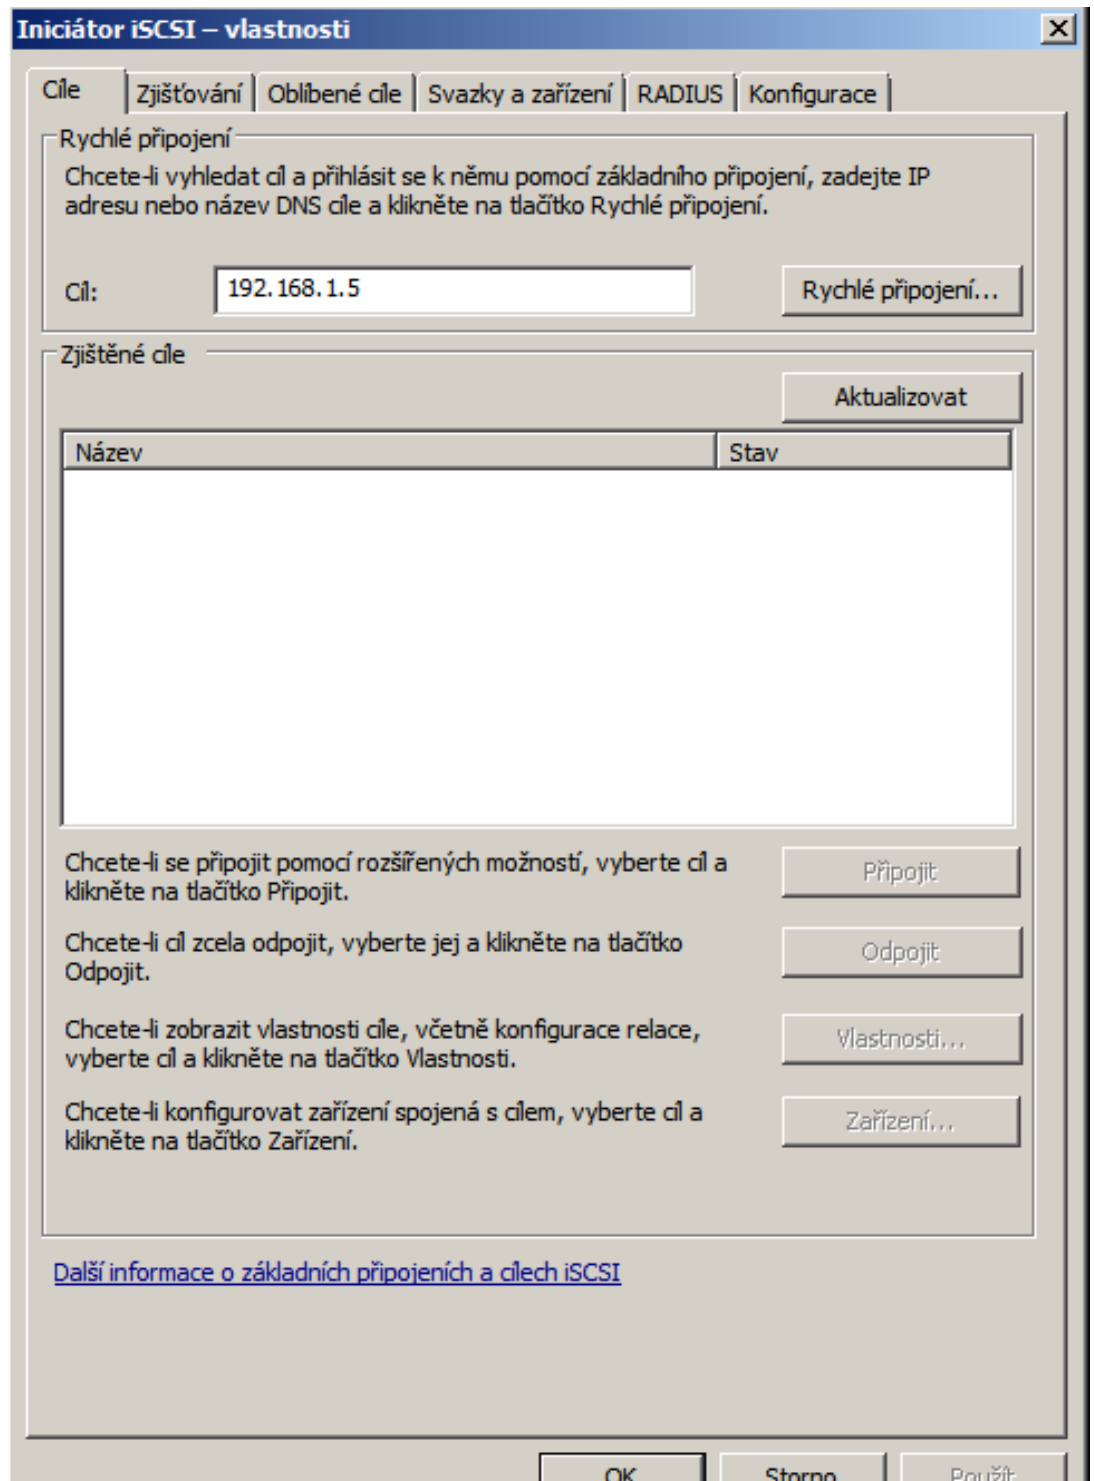 Iniciátor iSCSI – vlastnosti
Cíle
Zjišťování
Oblíbené cíle
Svazky a zařízení
RADIUS
Konfigurace
Rychlé připojení
Chcete-li vyhledat cíl a přihlásit se k němu pomocí základního připojení, zadejte IP
adresu nebo název DNS cíle a klikněte na tlačítko Rychlé připojení.
Cíl:
192.168.1.5
Rychlé připojení...
Zjištěné cíle
Aktualizovat
Název
Stav
Chcete-li se připojit pomocí rozšířených možností, vyberte cíl a
klikněte na tlačítko Připojit.
Připojit
Chcete-li cíl zcela odpojit, vyberte jej a klikněte na tlačítko
Odpojit.
Odpojit
Chcete-li zobrazit vlastnosti cíle, včetně konfigurace relace,
vyberte cíl a klikněte na tlačítko Vlastnosti.
Vlastnosti...
Chcete-li konfigurovat zařízení spojená s cílem, vyberte cíl a
klikněte na tlačítko Zařízení.
Zařízení...
Další informace o základních připojeních a cílech iSCSI
OK
Storno
Použít